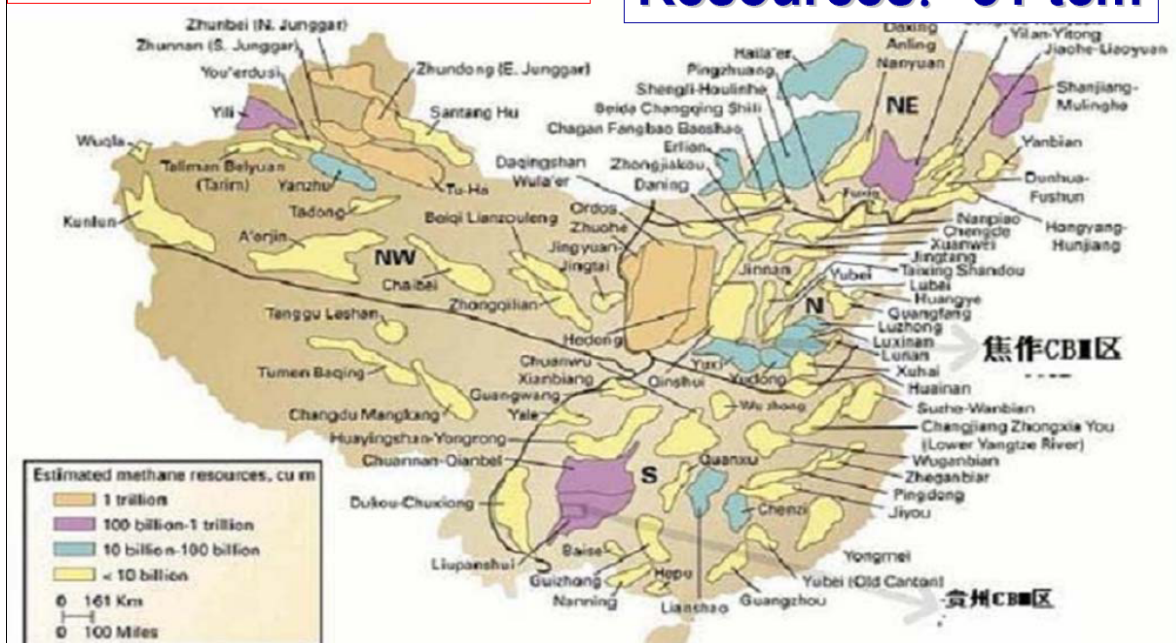 Resources:
Zhunbei (N. Junggar)
Zhunnan (S. Junggar)
You'erdusi
Zhundong (E. Junggar)
Yili
Santang Hu
Wuqia
Taliman Beiyuan
(Tarim)
Yanzhu
Tu-Ha
Tadong
Kunlun
A'erjin
NW
Chaibei
Beiqi Lianzouleng
Zhongqilian
Tanggu Leshan
Tumen Baqing
Changdu Mangkang
Daxing
Anling
Nanyuan
Yilan-Yitong
Jiaohe-Liaoyuan
Haila'er
Pingzhuang
Shengli-Houlinhe
Beida Changqing Shili
Chagan Fangbao Baoshao
Erlian
Zhongjiakou
Daning
NE
Shanjiang-
Mulinghe
Yanbian
Dunhua-
Fushun
Hongyang-
Hunjiang
Fuxin
Daqingshan
Wula'er
Ordos
Zhuohe
Jingyuan-
Jingtai
Hedong
Jinnan
Yubei
N
Nanpiao
Chengde
Xuanwei
Jingtang
Taixing Shandou
Lubei
Huangye
Guangfang
Luzhong
Luxinan
Lunan
Xuhai
Huainan
焦作CBM区
Yuxi
Xudong
Qinshui
Chuanwu
Xianbiang
Guangwang
Yale
Wu zhong
Suzhe-Wanbian
Changjiang Zhongxia You
(Lower Yangtze River)
Wuganbian
Zheganbiar
Pingdong
Jiyou
Huayingshan-Yongrong
Chuannan-Qianbei
Dukou-Chuxiong
S
Quanxu
Chenzi
Liupanshui
Baise
Guizhong
Nanning
Hepu
Lianshao
Guangzhou
Yongmei
Yubei (Old Canton)
贵州CBM区
Estimated methane resources, cu m
1 trillion
100 billion-1 trillion
10 billion-100 billion
< 10 billion
0 161 Km
0 100 Miles